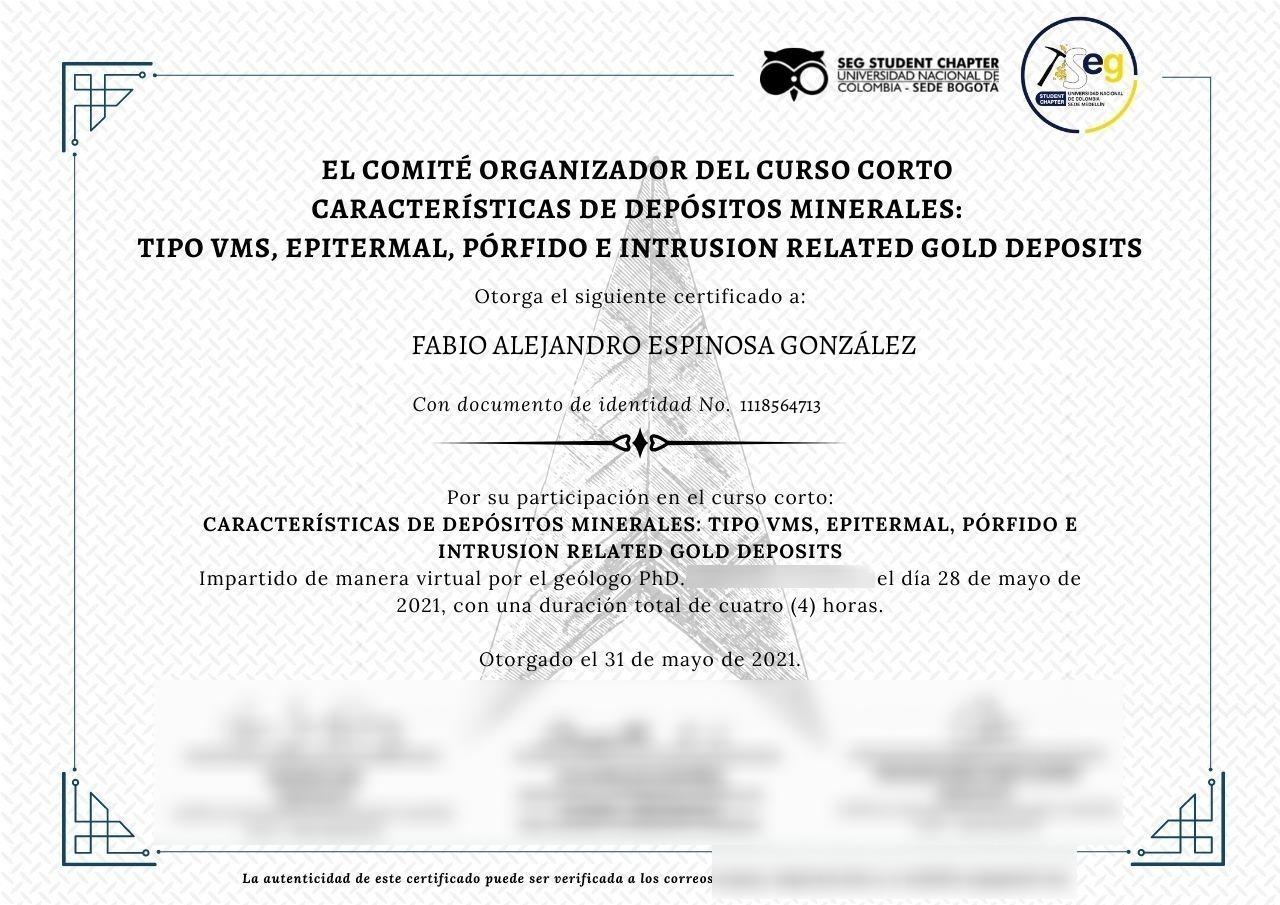 SEG STUDENT CHAPTER
UNIVERSIDAD NACIONAL DE
COLOMBIA - SEDE BOGOTÁ
Seg
STUDENT CHAPTER
UNIVERSIDAD NACIONAL
DE COLOMBIA
SEDE MEDELLÍN
EL COMITÉ ORGANIZADOR DEL CURSO CORTO
CARACTERÍSTICAS DE DEPÓSITOS MINERALES:
TIPO VMS, EPITERMAL, PÓRFIDO E INTRUSION RELATED GOLD DEPOSITS
Otorga el siguiente certificado a:
FABIO ALEJANDRO ESPINOSA GONZÁLEZ
Con documento de identidad No. 1118564713
Por su participación en el curso corto:
CARACTERÍSTICAS DE DEPÓSITOS MINERALES: TIPO VMS, EPITERMAL, PÓRFIDO E
INTRUSION RELATED GOLD DEPOSITS
Impartido de manera virtual por el geólogo PhD. el día 28 de mayo de
2021, con una duración total de cuatro (4) horas.
Otorgado el 31 de mayo de 2021.
La autenticidad de este certificado puede ser verificada a los correos